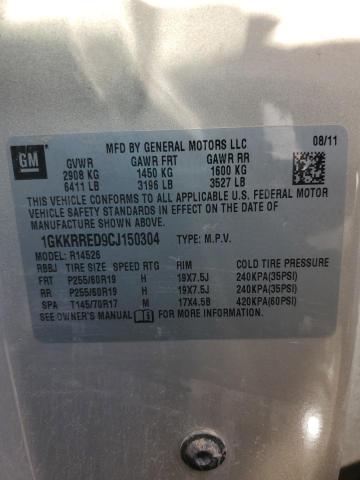 GM
MFD BY GENERAL MOTORS LLC 08/11
GVWR GAWR FRT GAWR RR
2908 KG 1450 KG 1600 KG
6411 LB 3196 LB 3527 LB
THIS VEHICLE CONFORMS TO ALL APPLICABLE U.S. FEDERAL MOTOR
VEHICLE SAFETY STANDARDS IN EFFECT ON THE DATE OF
MANUFACTURE SHOWN ABOVE.
1GKKRRED9CJ150304 TYPE: M.P.V.
MODEL: R14526
RBBJ TIRE SIZE SPEED RTG RIM COLD TIRE PRESSURE
FRT P255/60R19 H 19X7.5J 240KPA(35PSI)
RR P255/60R19 H 19X7.5J 240KPA(35PSI)
SPA T145/70R17 M 17X4.5B 420KPA(60PSI)
SEE OWNER'S MANUAL FOR MORE INFORMATION.